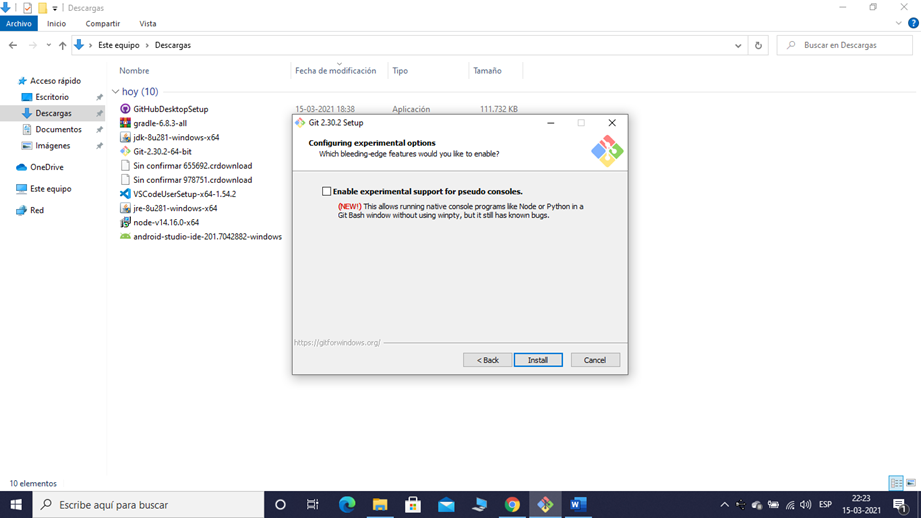 Descargas
Archivo Inicio Compartir Vista
Este equipo > Descargas Buscar en Descargas
Nombre Fecha de modificación Tipo Tamaño
Acceso rápido
Escritorio
Descargas
Documentos
Imágenes
OneDrive
Este equipo
Red
hoy (10)
GitHubDesktopSetup 15-03-2021 18:38 Aplicación 111.732 KB
gradle-6.8.3-all
jdk-8u281-windows-x64
Git-2.30.2-64-bit
Sin confirmar 655692.crdownload
Sin confirmar 978751.crdownload
VSCodeUserSetup-x64-1.54.2
jre-8u281-windows-x64
node-v14.16.0-x64
android-studio-ide-201.7042882-windows
Git 2.30.2 Setup
Configuring experimental options
Which bleeding-edge features would you like to enable?
Enable experimental support for pseudo consoles.
(NEW!) This allows running native console programs like Node or Python in a
Git Bash window without using winpty, but it still has known bugs.
https://gitforwindows.org/
< Back Install Cancel
10 elementos
Escribe aquí para buscar
ESP
22:23
15-03-2021
1